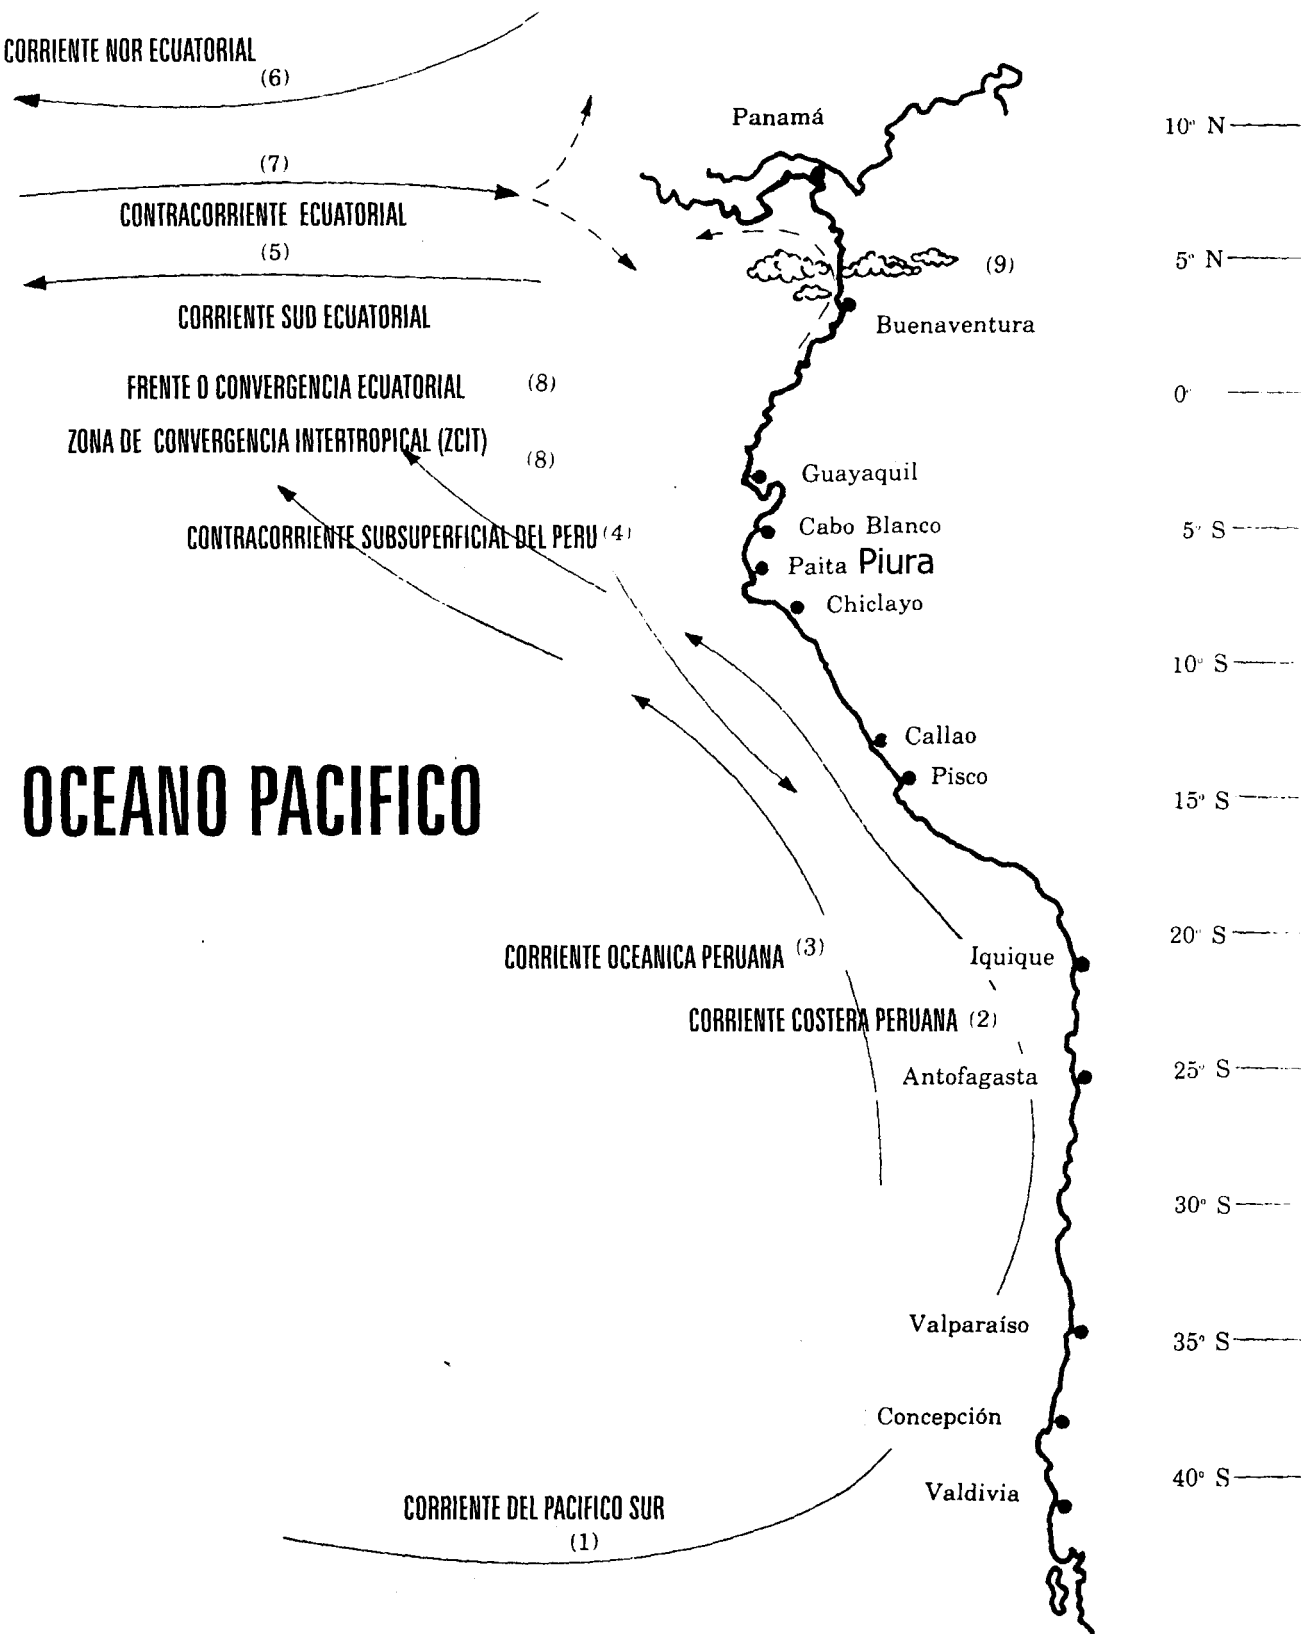 CORRIENTE NOR ECUATORIAL
(6)
Panamá
10° N
(7)
CONTRACORRIENTE ECUATORIAL
(5)
5° N
(9)
CORRIENTE SUD ECUATORIAL
Buenaventura
FRENTE O CONVERGENCIA ECUATORIAL (8)
0°
ZONA DE CONVERGENCIA INTERTROPICAL (ZCIT)
(8)
Guayaquil
CONTRACORRIENTE SUBSUPERFICIAL DEL PERU (4)
Cabo Blanco
5° S
Paita Piura
Chiclayo
10° S
Callao
Pisco
OCEANO PACIFICO
15° S
20° S
CORRIENTE OCEANICA PERUANA (3)
Iquique
CORRIENTE COSTERA PERUANA (2)
Antofagasta
25° S
30° S
Valparaíso
35° S
Concepción
40° S
Valdivia
CORRIENTE DEL PACIFICO SUR
(1)